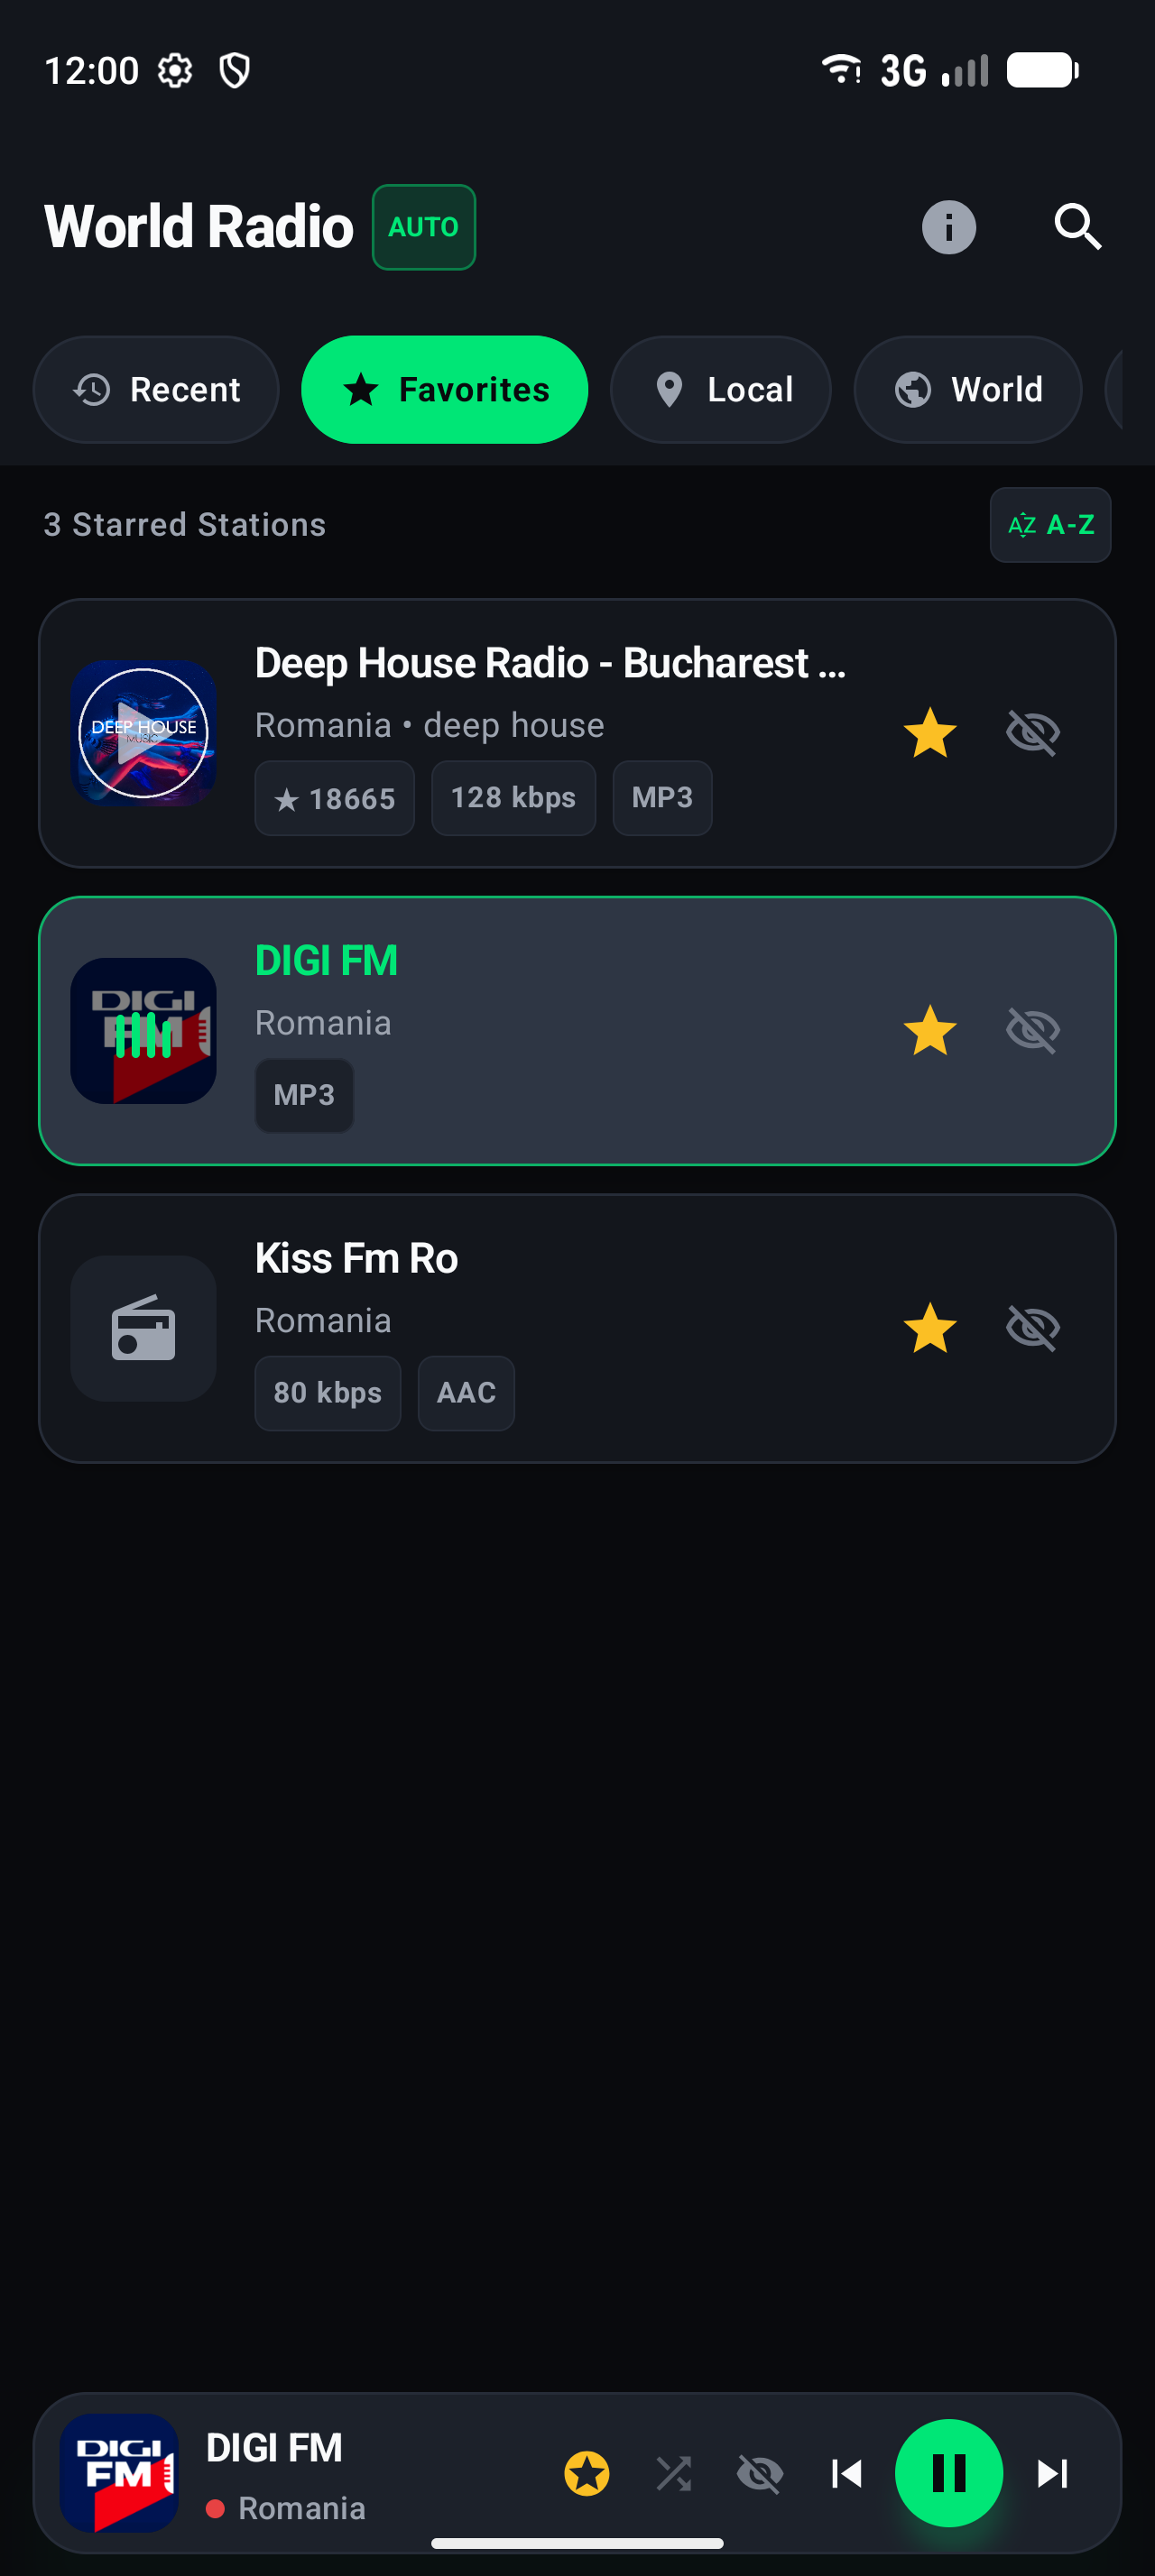 12:00
3G
World Radio AUTO
Recent Favorites Local World
3 Starred Stations
A-Z A-Z
DEEP HOUSE
MUSIC
Deep House Radio - Bucharest ...
Romania • deep house
★ 18665 128 kbps MP3
DIGI
FM
DIGI FM
Romania
MP3
Kiss Fm Ro
Romania
80 kbps AAC
DIGI
FM
DIGI FM
Romania